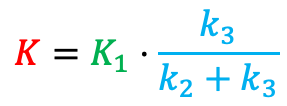 K = K₁ · k₃ / (k₂ + k₃)